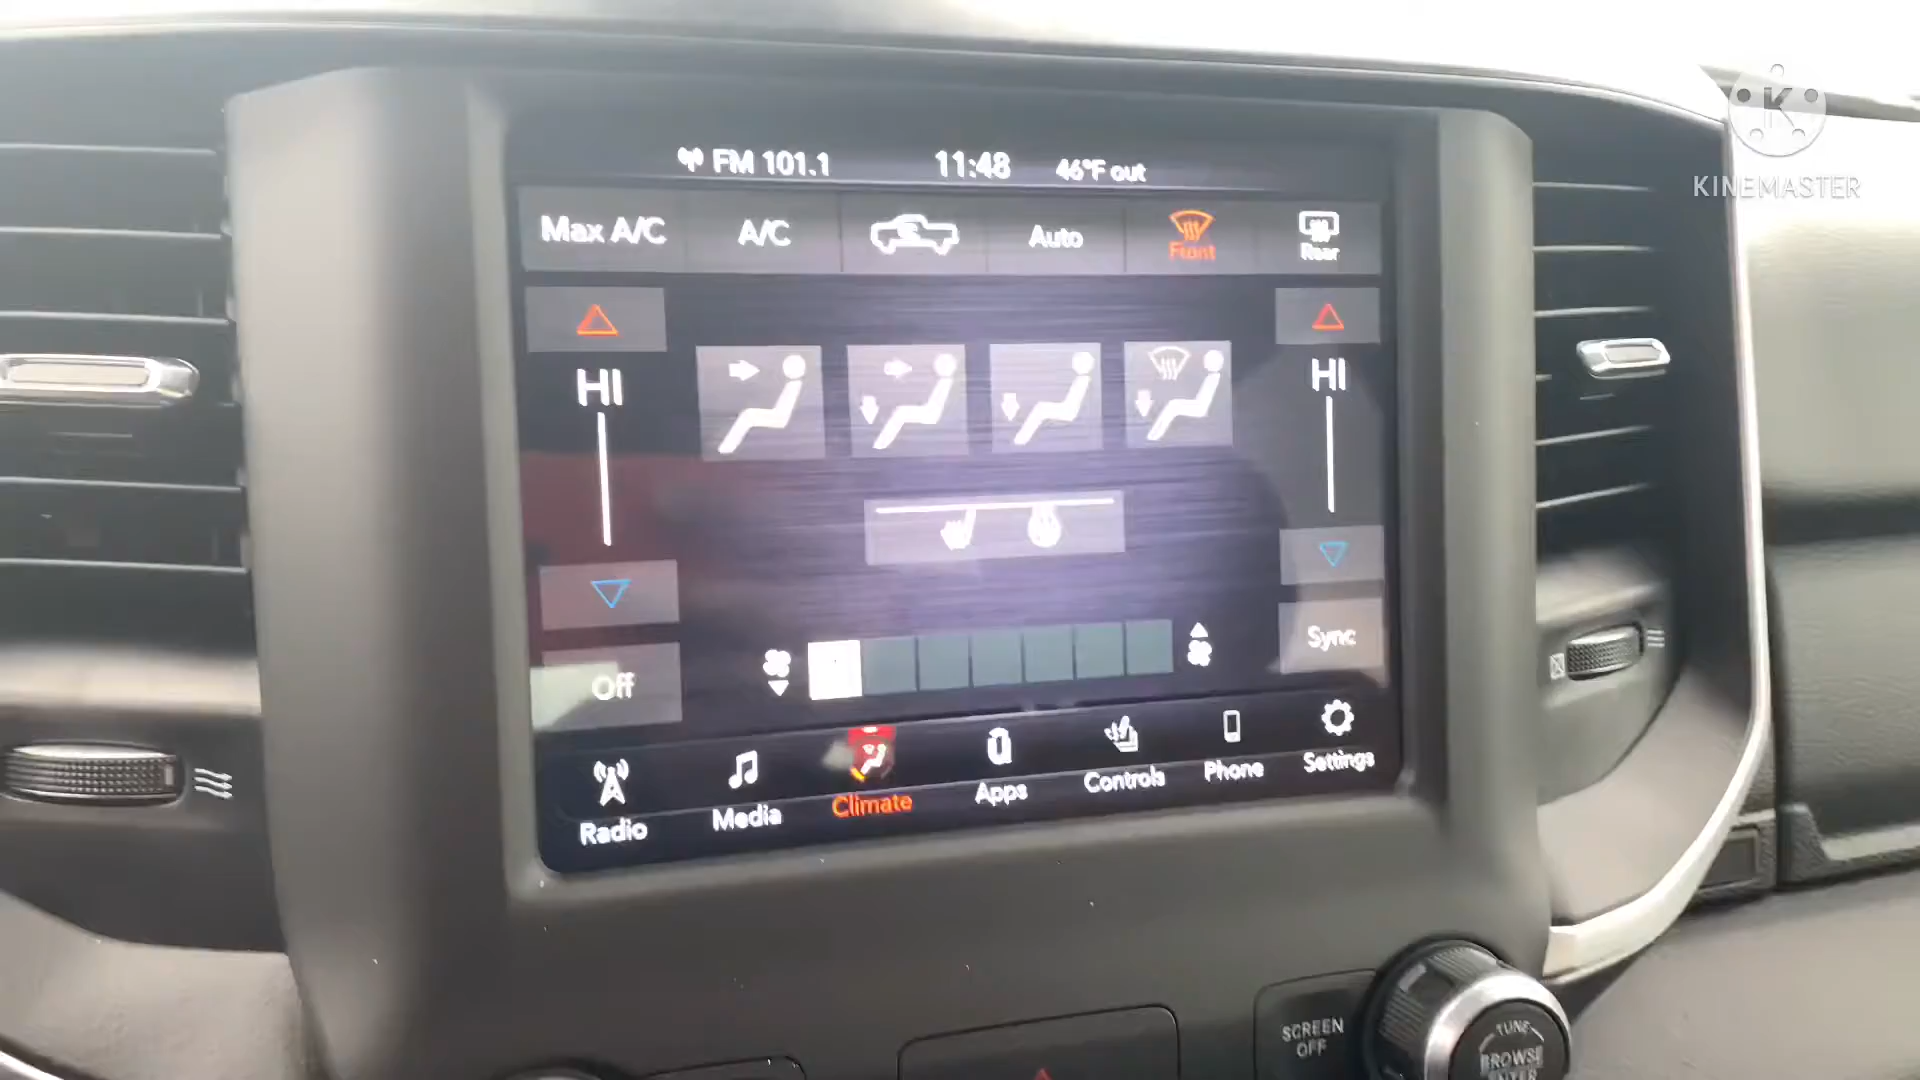 FM 101.1 11:48 46°F out
KINEMASTER
Max A/C A/C Auto Front Rear
HI HI
Off Sync
Radio Media Climate Apps Controls Phone Settings
SCREEN
OFF
TUNE
BROWSE
ENTER